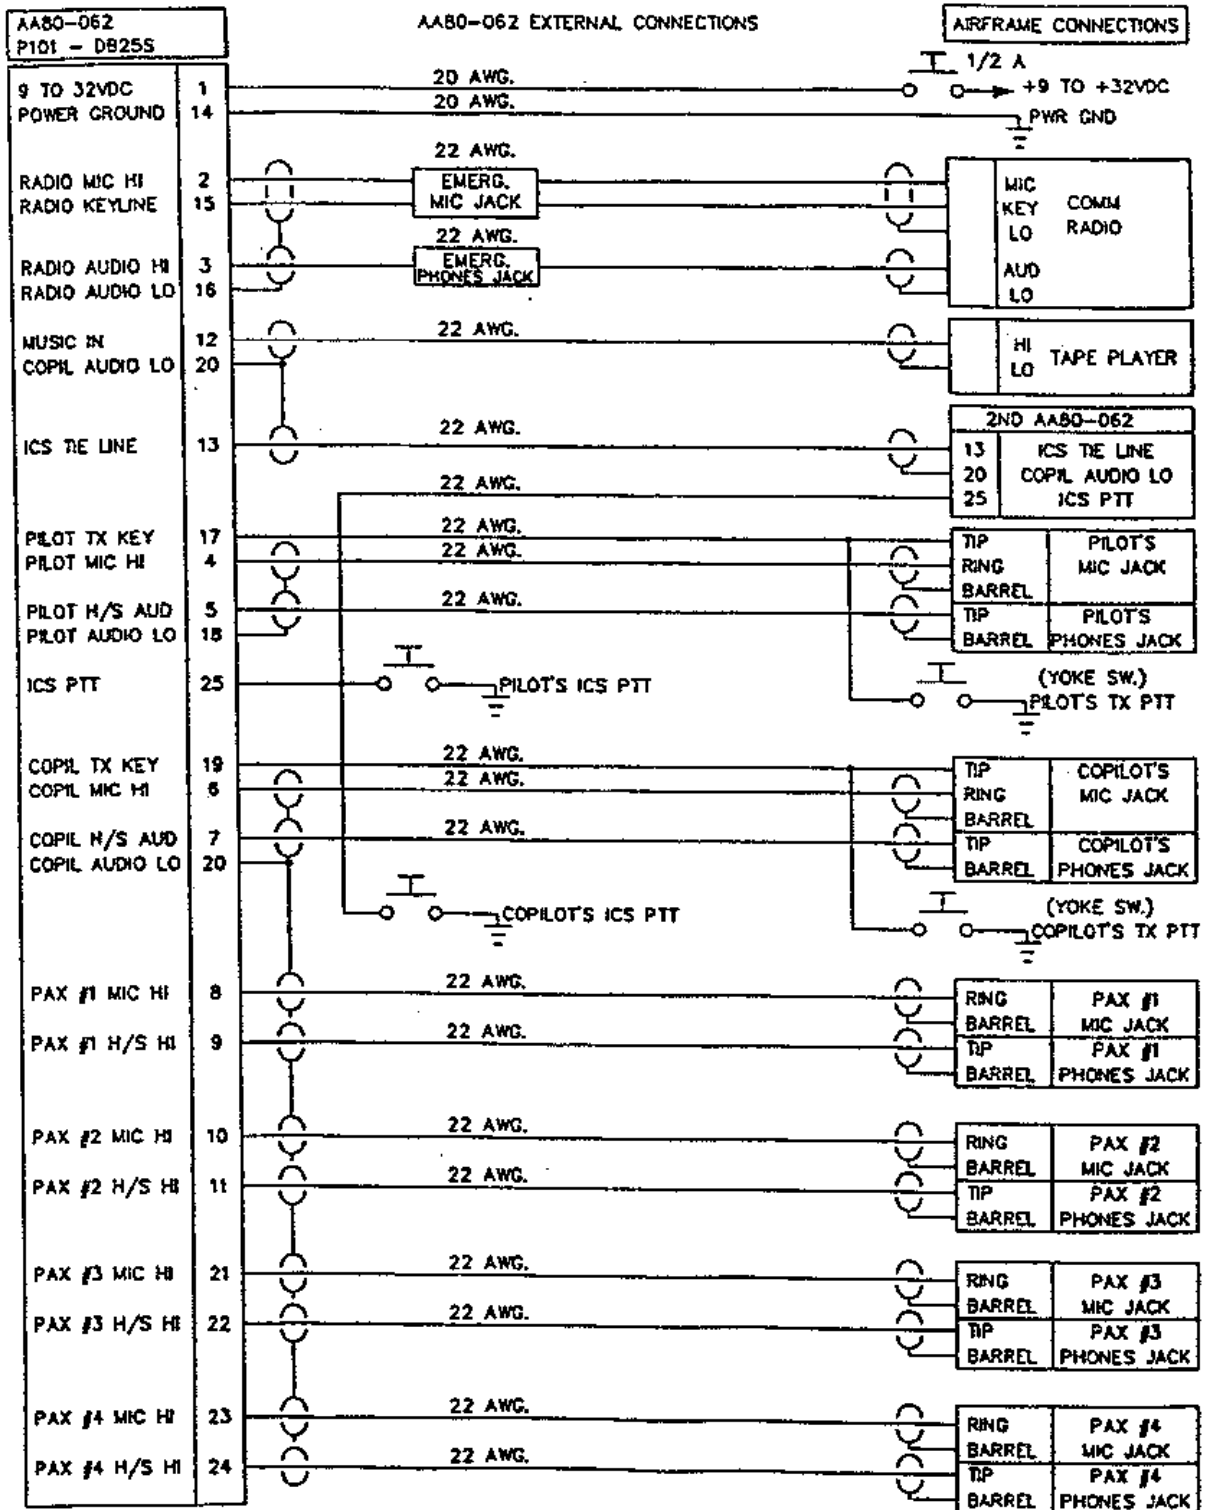 AA80-062
P101 - DB25S
AA80-062 EXTERNAL CONNECTIONS
AIRFRAME CONNECTIONS
9 TO 32VDC 1 20 AWG. 1/2 A +9 TO +32VDC
POWER GROUND 14 20 AWG. PWR GND
22 AWG.
RADIO MIC HI 2 EMERG. MIC
RADIO KEYLINE 15 MIC JACK KEY COMM
LO RADIO
22 AWG.
RADIO AUDIO HI 3 EMERG. AUD
RADIO AUDIO LO 16 PHONES JACK LO
MUSIC IN 12 22 AWG. HI TAPE PLAYER
COPIL AUDIO LO 20 LO
2ND AA80-062
ICS TIE LINE 13 22 AWG. 13 ICS TIE LINE
20 COPIL AUDIO LO
22 AWG. 25 ICS PTT
PILOT TX KEY 17 22 AWG. TIP PILOT'S
PILOT MIC HI 4 22 AWG. RING MIC JACK
BARREL
PILOT H/S AUD 5 22 AWG. TIP PILOT'S
PILOT AUDIO LO 18 BARREL PHONES JACK
ICS PTT 25 PILOT'S ICS PTT (YOKE SW.)
PILOT'S TX PTT
COPIL TX KEY 19 22 AWG. TIP COPILOT'S
COPIL MIC HI 6 22 AWG. RING MIC JACK
BARREL
COPIL H/S AUD 7 22 AWG. TIP COPILOT'S
COPIL AUDIO LO 20 BARREL PHONES JACK
COPILOT'S ICS PTT (YOKE SW.)
COPILOT'S TX PTT
PAX #1 MIC HI 8 22 AWG. RING PAX #1
BARREL MIC JACK
PAX #1 H/S HI 9 22 AWG. TIP PAX #1
BARREL PHONES JACK
PAX #2 MIC HI 10 22 AWG. RING PAX #2
BARREL MIC JACK
PAX #2 H/S HI 11 22 AWG. TIP PAX #2
BARREL PHONES JACK
PAX #3 MIC HI 21 22 AWG. RING PAX #3
BARREL MIC JACK
PAX #3 H/S HI 22 22 AWG. TIP PAX #3
BARREL PHONES JACK
PAX #4 MIC HI 23 22 AWG. RING PAX #4
BARREL MIC JACK
PAX #4 H/S HI 24 22 AWG. TIP PAX #4
BARREL PHONES JACK